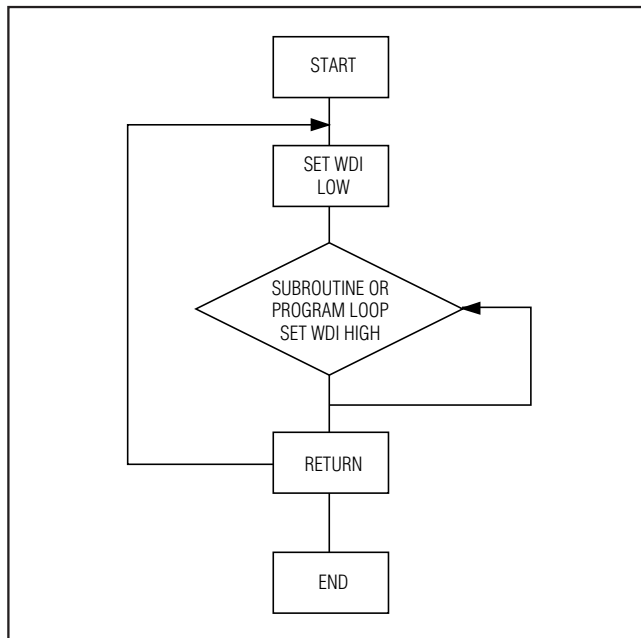 START
SET WDI
LOW
SUBROUTINE OR
PROGRAM LOOP
SET WDI HIGH
RETURN
END